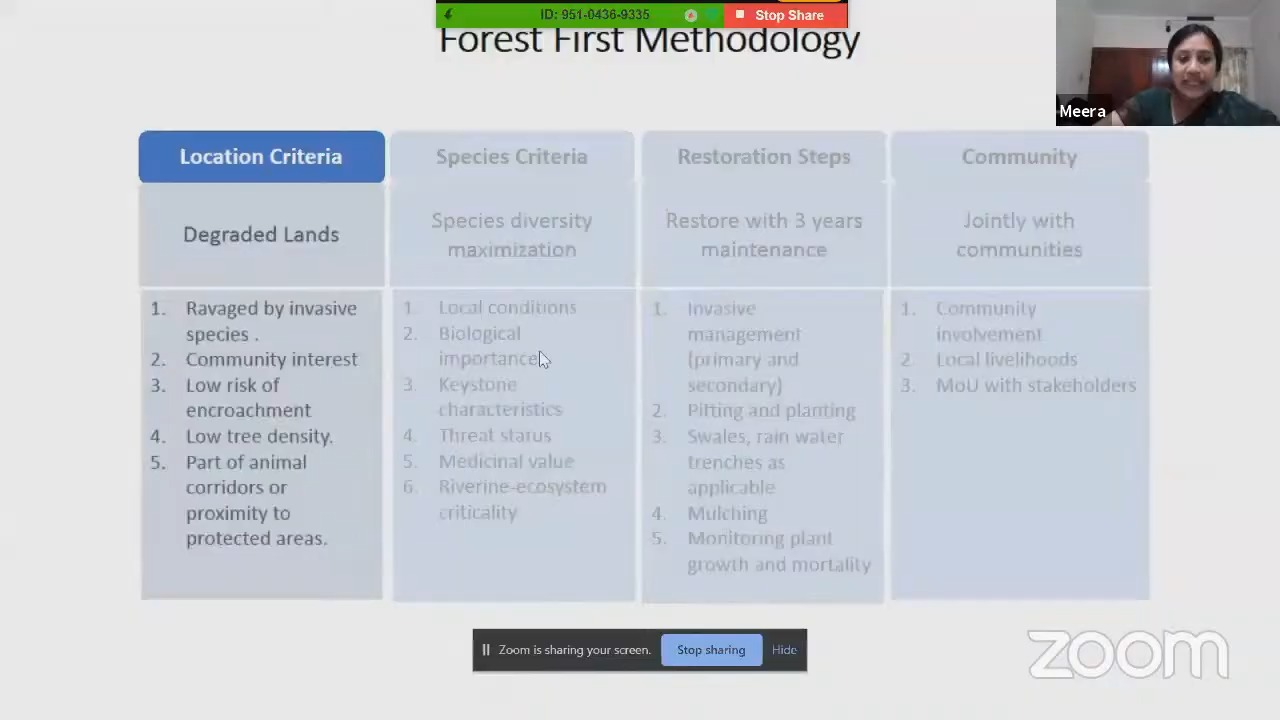 ID: 951-0436-9335
Stop Share
Forest First Methodology
Meera
Location Criteria
Degraded Lands
1. Ravaged by invasive
species .
2. Community interest
3. Low risk of
encroachment
4. Low tree density.
5. Part of animal
corridors or
proximity to
protected areas.
Species Criteria
Species diversity
maximization
1. Local conditions
2. Biological
importance
3. Keystone
characteristics
4. Threat status
5. Medicinal value
6. Riverine-ecosystem
criticality
Restoration Steps
Restore with 3 years
maintenance
1. Invasive
management
(primary and
secondary)
2. Pitting and planting
3. Swales, rain water
trenches as
applicable
4. Mulching
5. Monitoring plant
growth and mortality
Community
Jointly with
communities
1. Community
involvement
2. Local livelihoods
3. MoU with stakeholders
Zoom is sharing your screen.
Stop sharing
Hide
zoom